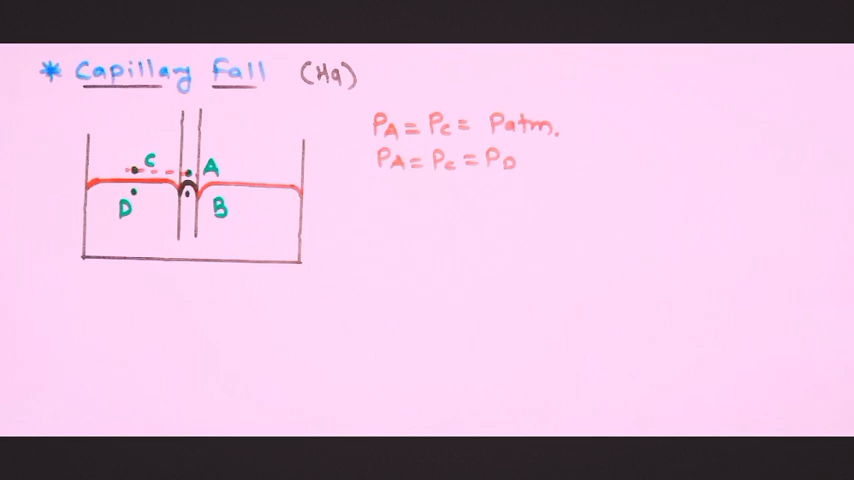 * Capillary Fall (Hg)
PA = PC = Patm.
PA = PC = PD
C
A
D
B